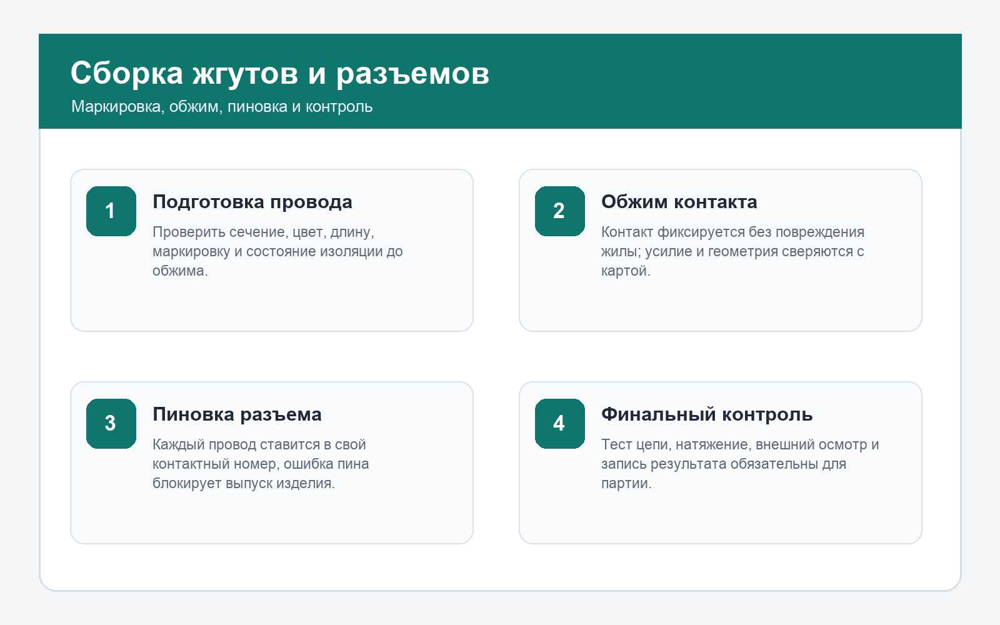 Сборка жгутов и разъемов
Маркировка, обжим, пиновка и контроль
1
Подготовка провода
Проверить сечение, цвет, длину,
маркировку и состояние изоляции до
обжима.
2
Обжим контакта
Контакт фиксируется без повреждения
жилы; усилие и геометрия сверяются с
картой.
3
Пиновка разъема
Каждый провод ставится в свой
контактный номер, ошибка пина
блокирует выпуск изделия.
4
Финальный контроль
Тест цепи, натяжение, внешний осмотр и
запись результата обязательны для
партии.